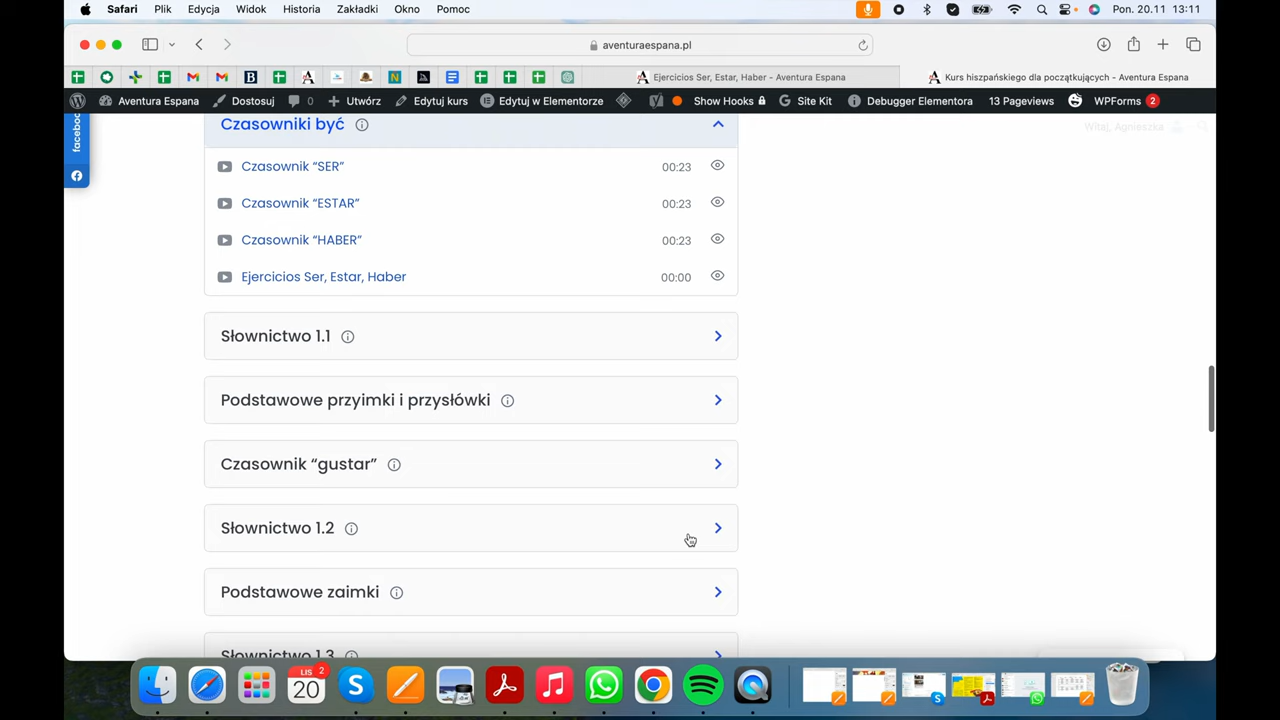 Safari Plik Edycja Widok Historia Zakładki Okno Pomoc Pon. 20.11 13:11
aventuraespana.pl
Ejercicios Ser, Estar, Haber - Aventura Espana Kurs hiszpańskiego dla początkujących - Aventura Espana
Aventura Espana Dostosuj 0 Utwórz Edytuj kurs Edytuj w Elementorze Show Hooks Site Kit Debugger Elementora 13 Pageviews WPForms 2
Witaj, Agnieszka
Czasowniki być
Czasownik “SER” 00:23
Czasownik “ESTAR” 00:23
Czasownik “HABER” 00:23
Ejercicios Ser, Estar, Haber 00:00
Słownictwo 1.1
Podstawowe przyimki i przysłówki
Czasownik “gustar”
Słownictwo 1.2
Podstawowe zaimki
Słownictwo 1.3
LIS 2
20